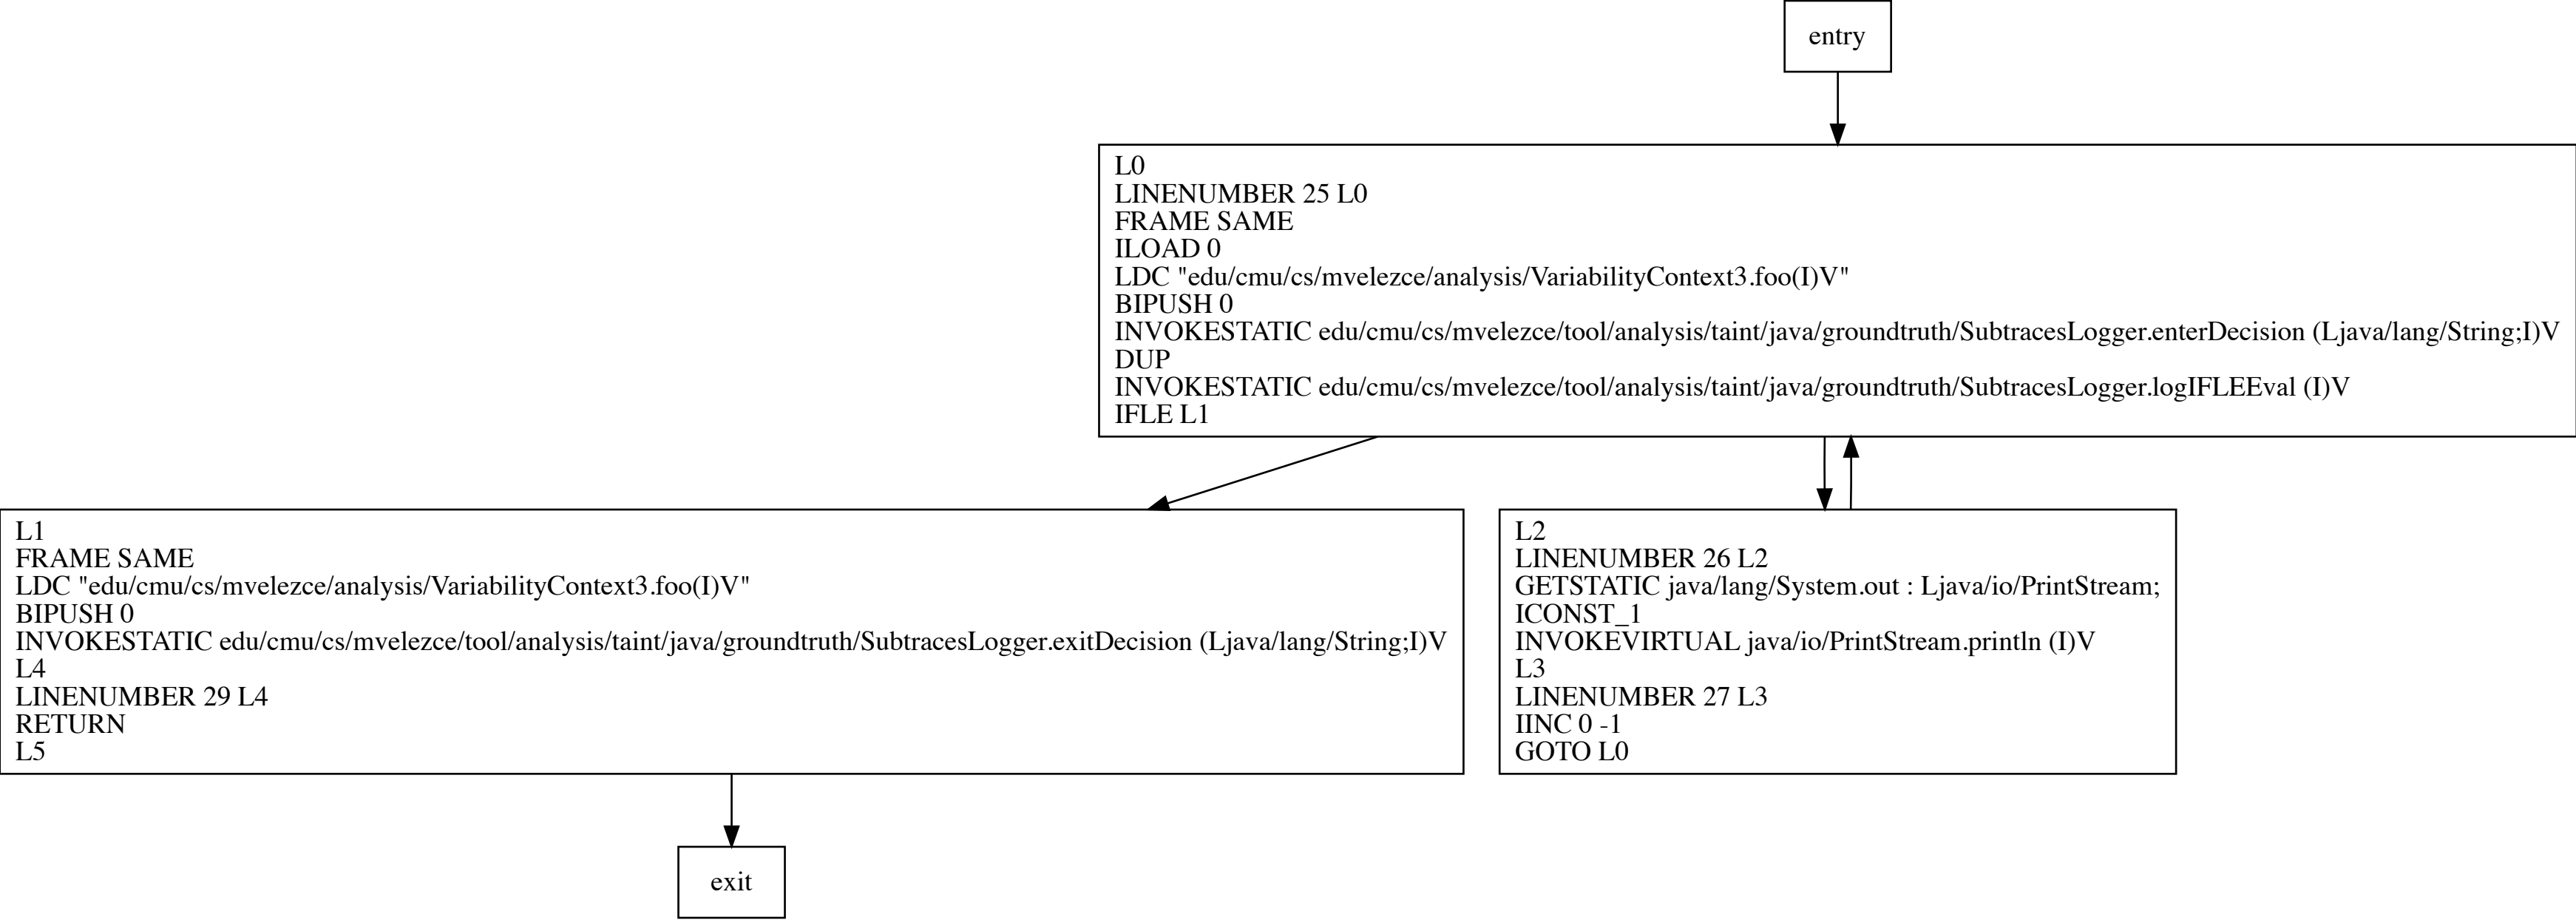 entry
L0
LINENUMBER 25 L0
FRAME SAME
ILOAD 0
LDC "edu/cmu/cs/mvelezce/analysis/VariabilityContext3.foo(I)V"
BIPUSH 0
INVOKESTATIC edu/cmu/cs/mvelezce/tool/analysis/taint/java/groundtruth/SubtracesLogger.enterDecision (Ljava/lang/String;I)V
DUP
INVOKESTATIC edu/cmu/cs/mvelezce/tool/analysis/taint/java/groundtruth/SubtracesLogger.logIFLEEval (I)V
IFLE L1
L1
FRAME SAME
LDC "edu/cmu/cs/mvelezce/analysis/VariabilityContext3.foo(I)V"
BIPUSH 0
INVOKESTATIC edu/cmu/cs/mvelezce/tool/analysis/taint/java/groundtruth/SubtracesLogger.exitDecision (Ljava/lang/String;I)V
L4
LINENUMBER 29 L4
RETURN
L5
L2
LINENUMBER 26 L2
GETSTATIC java/lang/System.out : Ljava/io/PrintStream;
ICONST_1
INVOKEVIRTUAL java/io/PrintStream.println (I)V
L3
LINENUMBER 27 L3
IINC 0 -1
GOTO L0
exit